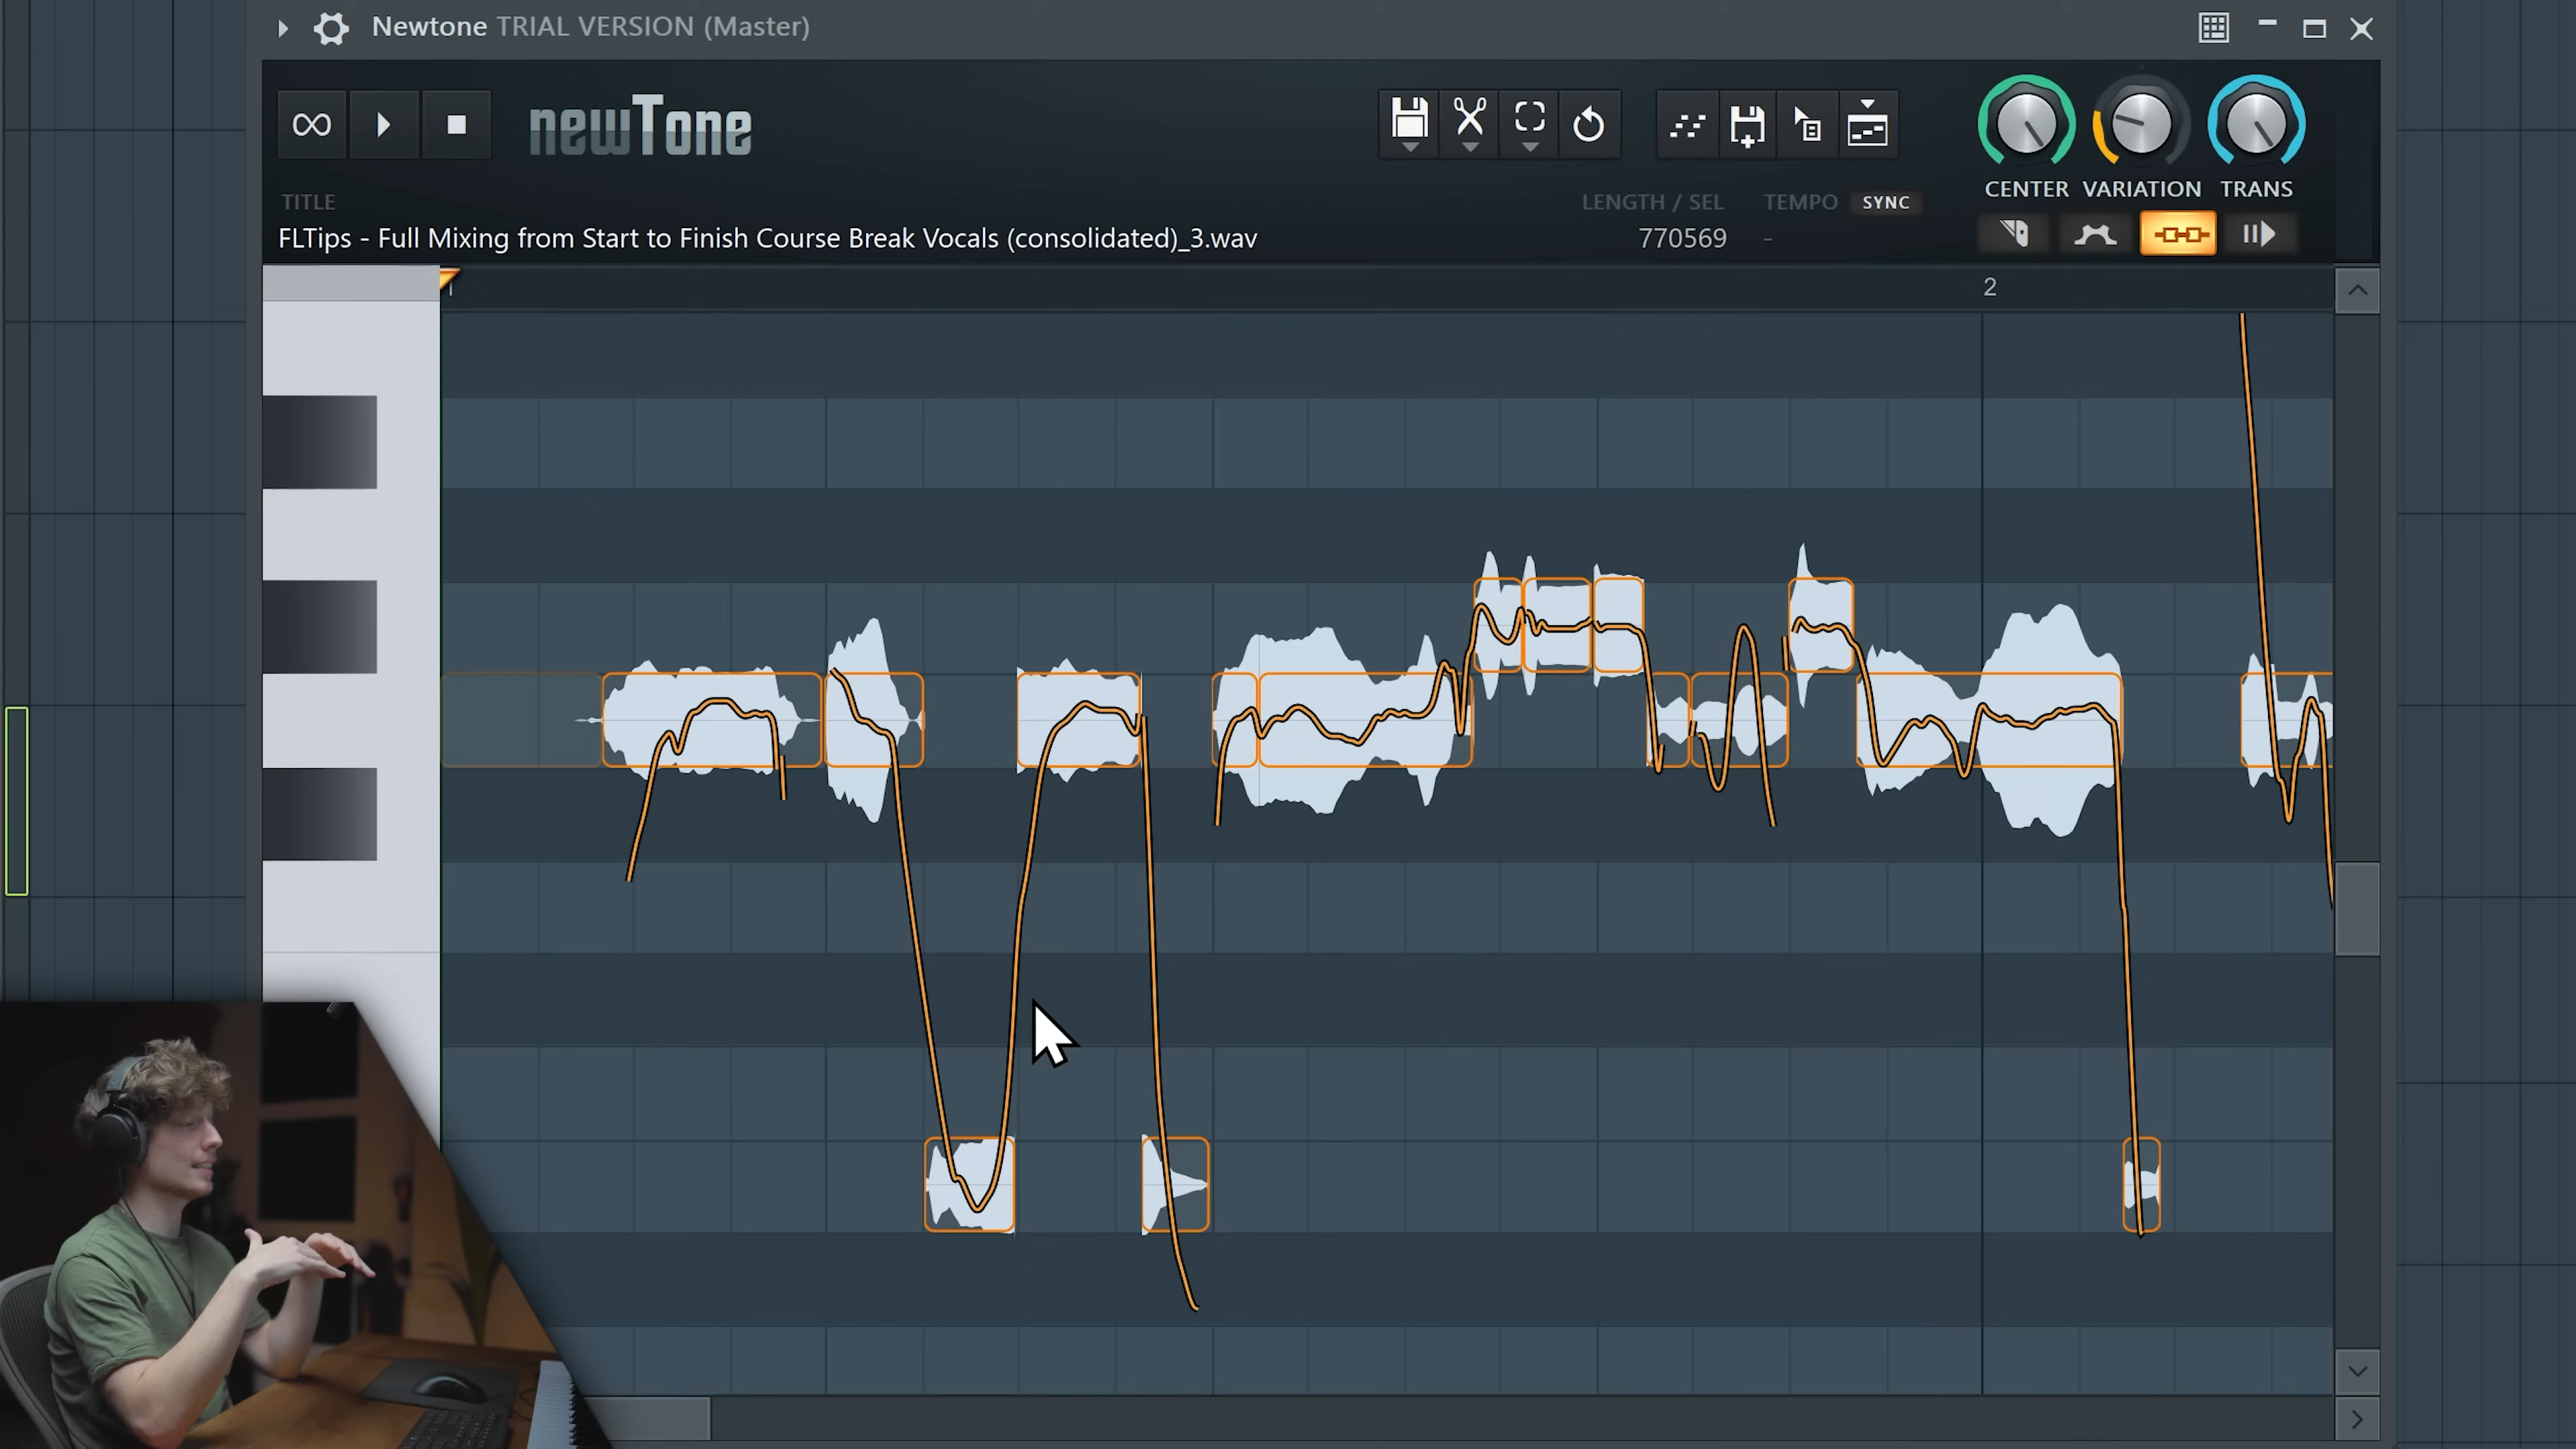 Newtone TRIAL VERSION (Master)
newTone
CENTER VARIATION TRANS
TITLE
LENGTH / SEL TEMPO SYNC
FLTips - Full Mixing from Start to Finish Course Break Vocals (consolidated)_3.wav
770569 -
1
2